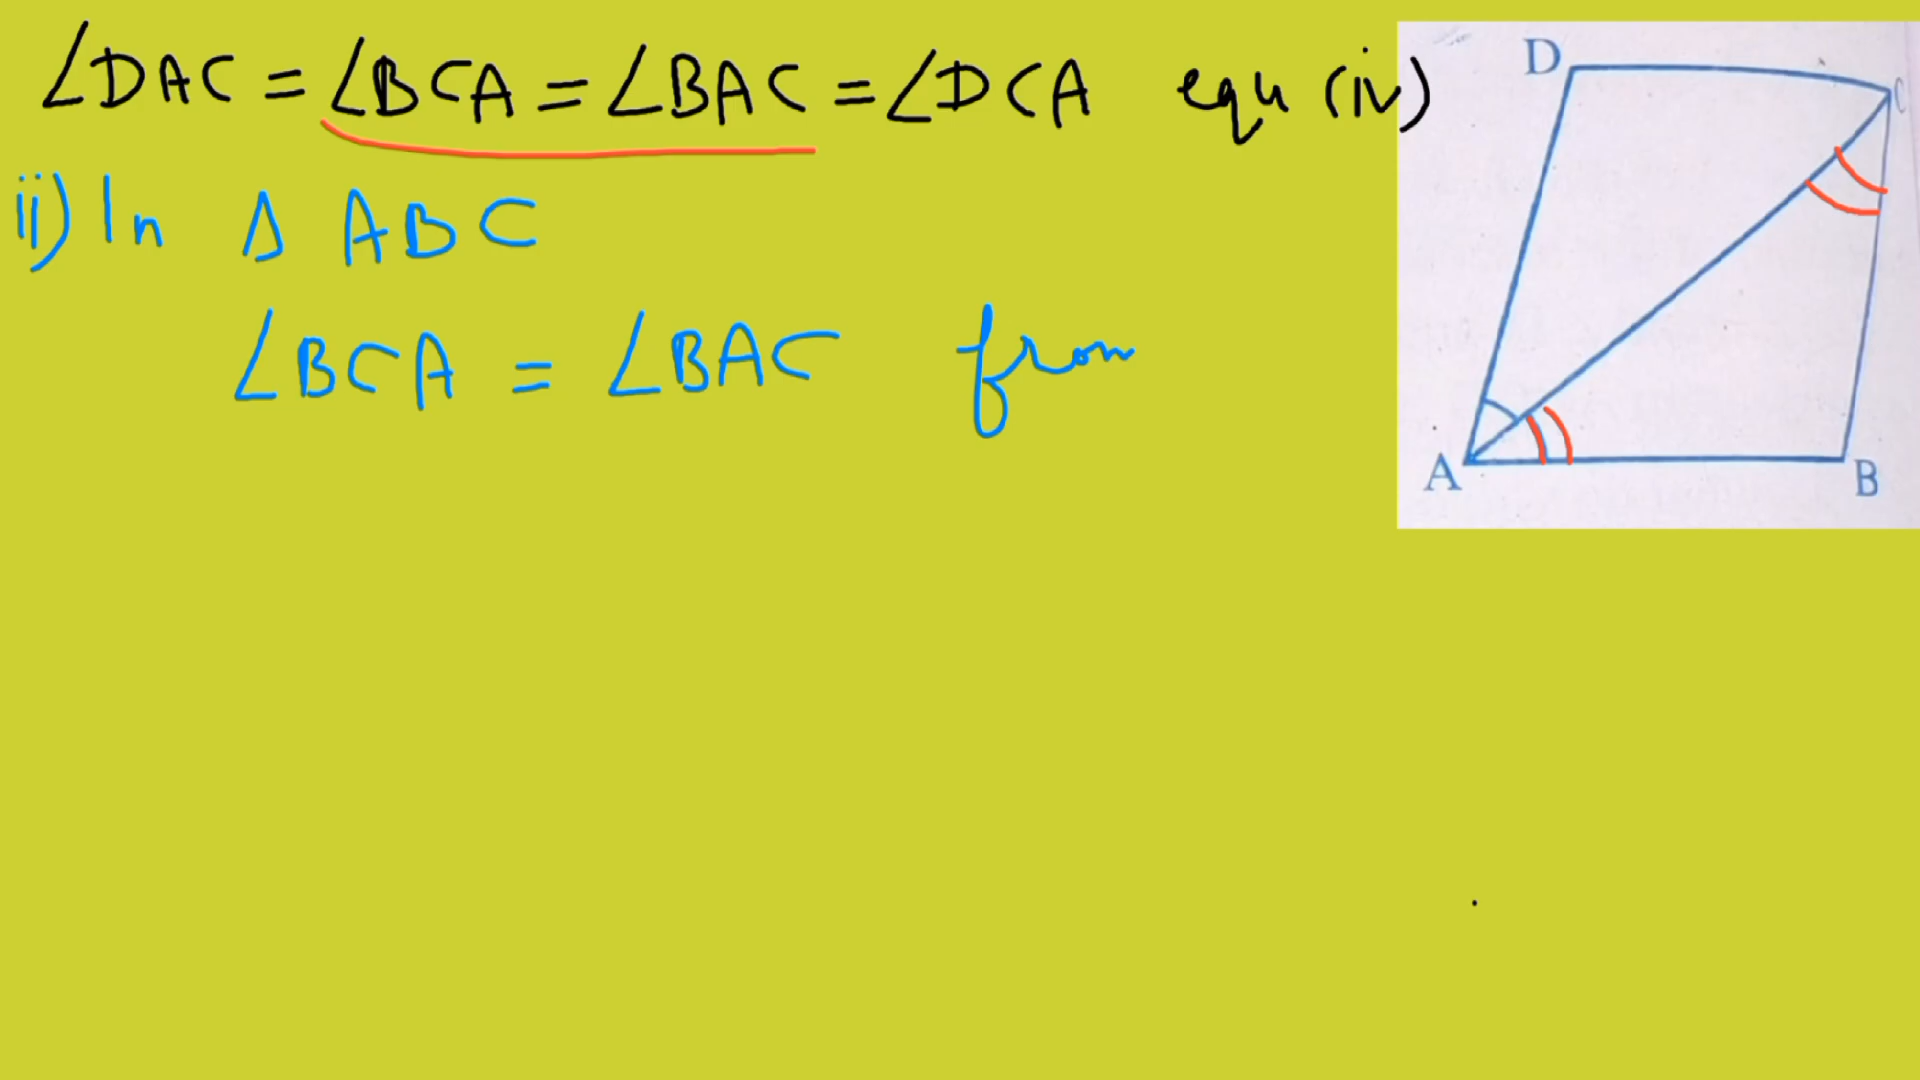 ∠DAC = ∠BCA = ∠BAC = ∠DCA equ (iv)
ii) In Δ ABC
∠BCA = ∠BAC from
D
C
A
B